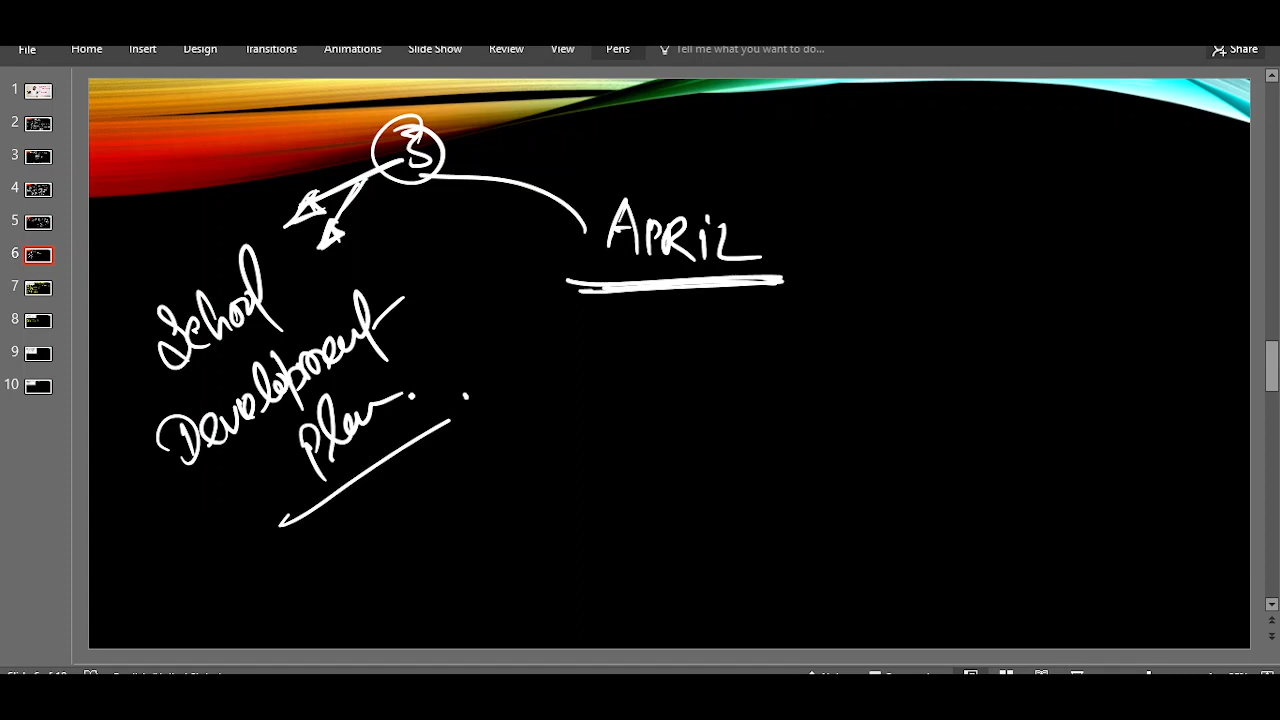 File Home Insert Design Transitions Animations Slide Show Review View Pens Tell me what you want to do... Share
1
2
3
4
5
6
7
8
9
10
3
APRIL
School
Development
Plan.